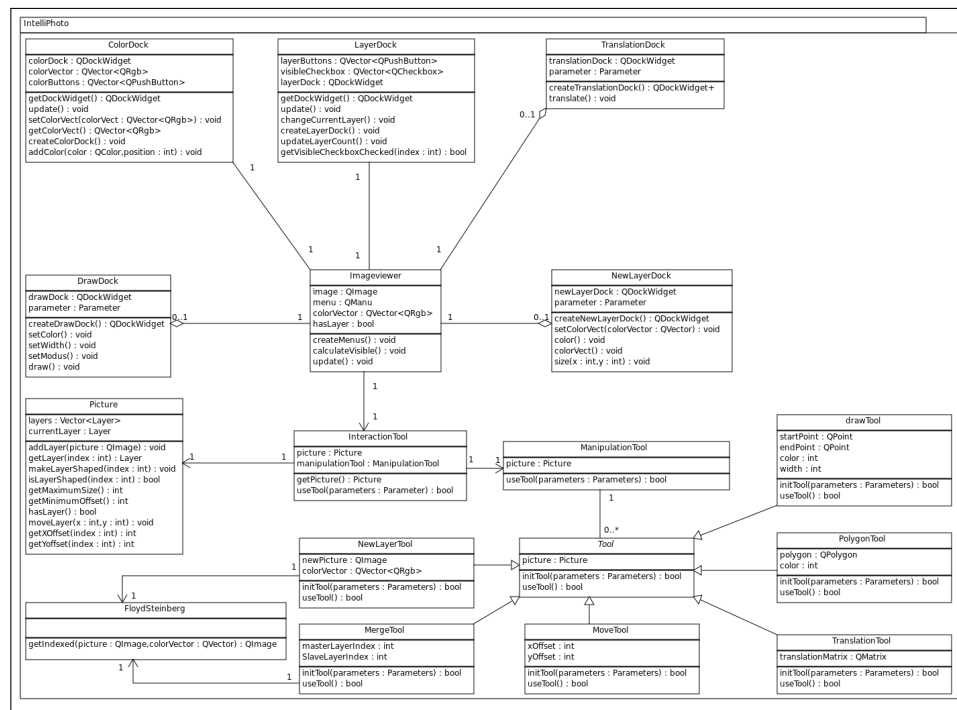 IntelliPhoto
ColorDock
colorDock : QDockWidget
colorVector : QVector<QRgb>
colorButtons : QVector<QPushButton>
getDockWidget() : QDockWidget
update() : void
setColorVect(colorVect : QVector<QRgb>) : void
getColorVect() : QVector<QRgb>
createColorDock() : void
addColor(color : QColor,position : int) : void
LayerDock
layerButtons : QVector<QPushButton>
visibleCheckbox : QVector<QCheckbox>
layerDock : QDockWidget
getDockWidget() : QDockWidget
update() : void
changeCurrentLayer() : void
createLayerDock() : void
updateLayerCount() : void
getVisibleCheckboxChecked(index : int) : bool
TranslationDock
translationDock : QDockWidget
parameter : Parameter
createTranslationDock() : QDockWidget+
translate() : void
0..1
1
1
1
1
1
DrawDock
drawDock : QDockWidget
parameter : Parameter
createDrawDock() : QDockWidget
setColor() : void
setWidth() : void
setModus() : void
draw() : void
0..1
1
Imageviewer
image : QImage
menu : QManu
colorVector : QVector<QRgb>
hasLayer : bool
createMenus() : void
calculateVisible() : void
update() : void
1
0..1
NewLayerDock
newLayerDock : QDockWidget
parameter : Parameter
createNewLayerDock() : QDockWidget
setColorVect(colorVector : QVector) : void
color() : void
colorVect() : void
size(x : int,y : int) : void
1
1
Picture
layers : Vector<Layer>
currentLayer : Layer
addLayer(picture : QImage) : void
getLayer(index : int) : Layer
makeLayerShaped(index : int) : void
isLayerShaped(index : int) : bool
getMaximumSize() : int
getMinimumOffset() : int
hasLayer() : bool
moveLayer(x : int,y : int) : void
getXOffset(index : int) : int
getYoffset(index : int) : int
1
1
InteractionTool
picture : Picture
manipulationTool : ManipulationTool
getPicture() : Picture
useTool(parameters : Parameter) : bool
1
1
ManipulationTool
picture : Picture
useTool(parameters : Parameters) : bool
1
0..*
drawTool
startPoint : QPoint
endPoint : QPoint
color : int
width : int
initTool(parameters : Parameters) : bool
useTool() : bool
NewLayerTool
newPicture : QImage
colorVector : QVector<QRgb>
initTool(parameters : Parameters) : bool
useTool() : bool
Tool
picture : Picture
initTool(parameters : Parameters) : bool
useTool() : bool
PolygonTool
polygon : QPolygon
color : int
initTool(parameters : Parameters) : bool
useTool() : bool
1
1
FloydSteinberg
getIndexed(picture : QImage,colorVector : QVector) : QImage
1
1
MergeTool
masterLayerIndex : int
SlaveLayerIndex : int
initTool(parameters : Parameters) : bool
useTool() : bool
MoveTool
xOffset : int
yOffset : int
initTool(parameters : Parameters) : bool
useTool() : bool
TranslationTool
translationMatrix : QMatrix
initTool(parameters : Parameters) : bool
useTool() : bool